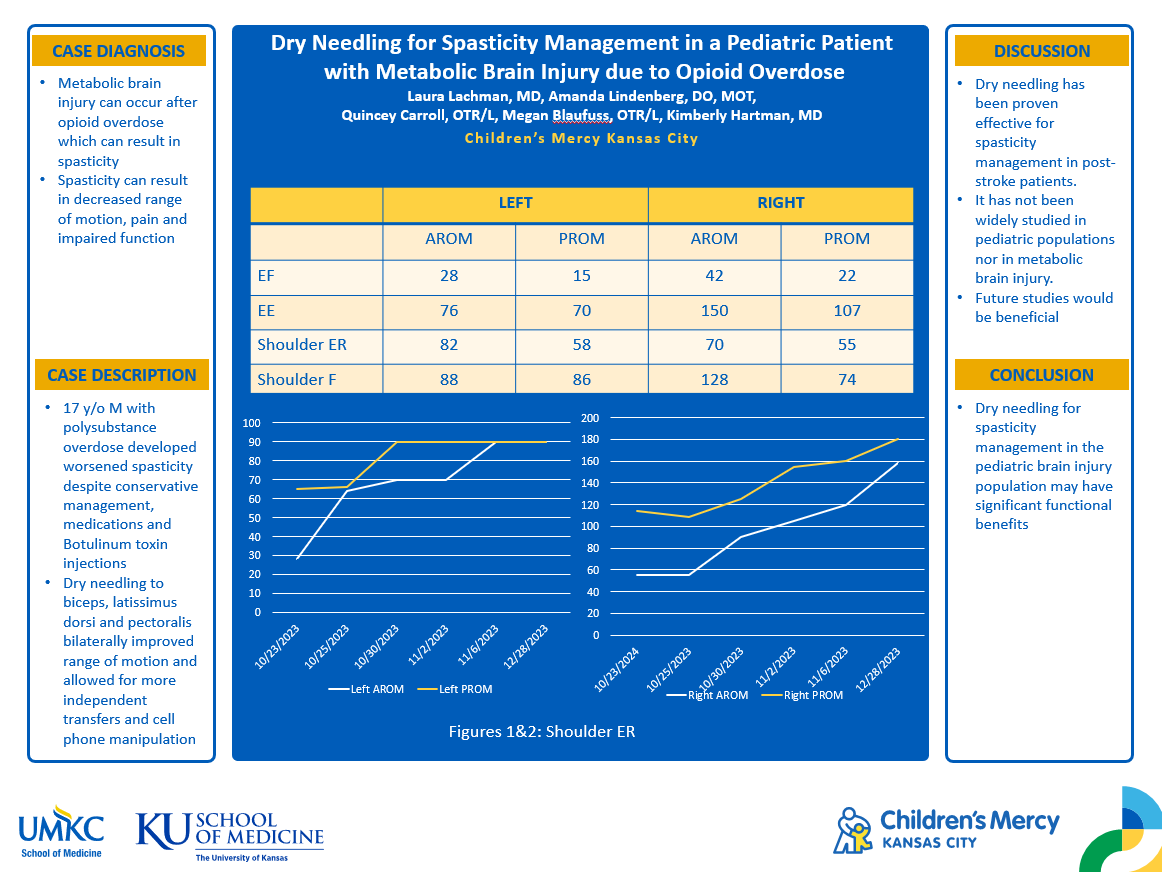 CASE DIAGNOSIS
• Metabolic brain
injury can occur after
opioid overdose
which can result in
spasticity
• Spasticity can result
in decreased range
of motion, pain and
impaired function
CASE DESCRIPTION
• 17 y/o M with
polysubstance
overdose developed
worsened spasticity
despite conservative
management,
medications and
Botulinum toxin
injections
• Dry needling to
biceps, latissimus
dorsi and pectoralis
bilaterally improved
range of motion and
allowed for more
independent
transfers and cell
phone manipulation
Dry Needling for Spasticity Management in a Pediatric Patient
with Metabolic Brain Injury due to Opioid Overdose
Laura Lachman, MD, Amanda Lindenberg, DO, MOT,
Quincey Carroll, OTR/L, Megan Blaufuss, OTR/L, Kimberly Hartman, MD
Children's Mercy Kansas City
LEFT RIGHT
AROM PROM AROM PROM
EF 28 15 42 22
EE 76 70 150 107
Shoulder ER 82 58 70 55
Shoulder F 88 86 128 74
100
90
80
70
60
50
40
30
20
10
0
10/23/2023 10/25/2023 10/30/2023 11/2/2023 11/6/2023 12/28/2023
Left AROM Left PROM
200
180
160
140
120
100
80
60
40
20
0
10/23/2024 10/25/2023 10/30/2023 11/2/2023 11/6/2023 12/28/2023
Right AROM Right PROM
Figures 1&2: Shoulder ER
DISCUSSION
• Dry needling has
been proven
effective for
spasticity
management in post-
stroke patients.
• It has not been
widely studied in
pediatric populations
nor in metabolic
brain injury.
• Future studies would
be beneficial
CONCLUSION
• Dry needling for
spasticity
management in the
pediatric brain injury
population may have
significant functional
benefits
UMKC
School of Medicine
KU SCHOOL
OF MEDICINE
The University of Kansas
Children's Mercy
KANSAS CITY